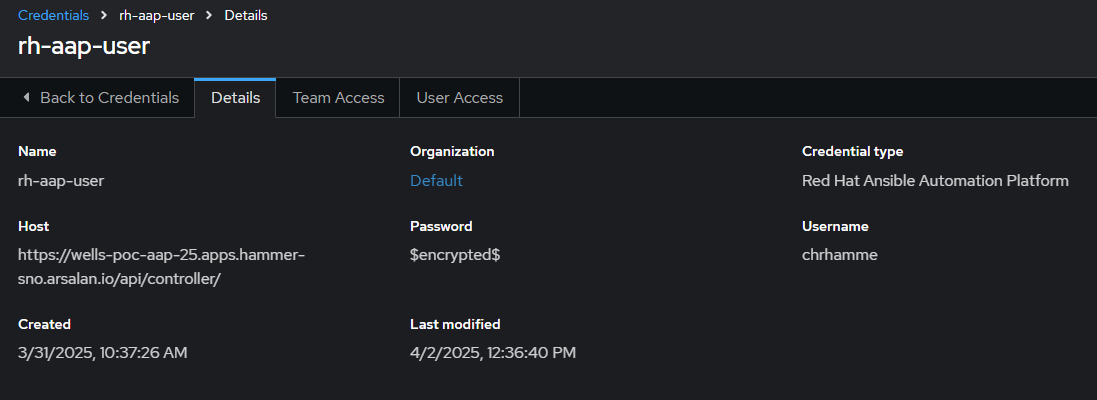 Credentials > rh-aap-user > Details
rh-aap-user
Back to Credentials Details Team Access User Access
Name Organization Credential type
rh-aap-user Default Red Hat Ansible Automation Platform
Host Password Username
https://wells-poc-aap-25.apps.hammer- $encrypted$ chrhamme
sno.arsalan.io/api/controller/
Created Last modified
3/31/2025, 10:37:26 AM 4/2/2025, 12:36:40 PM